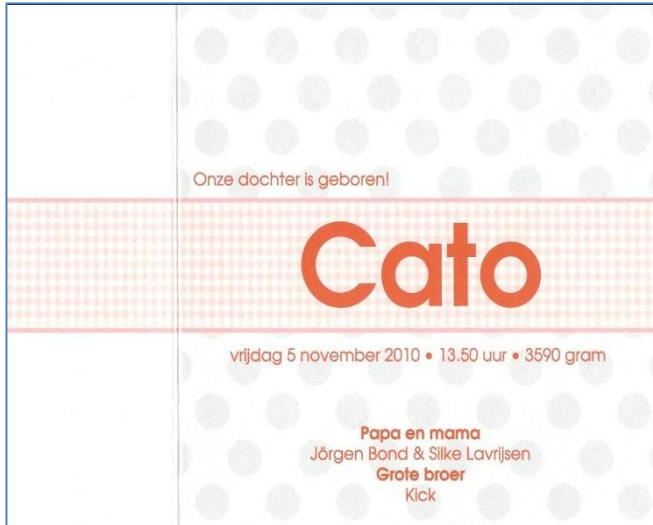 Onze dochter is geboren!
Cato
vrijdag 5 november 2010 • 13.50 uur • 3590 gram
Papa en mama
Jörgen Bond & Silke Lavrijsen
Grote broer
Kick